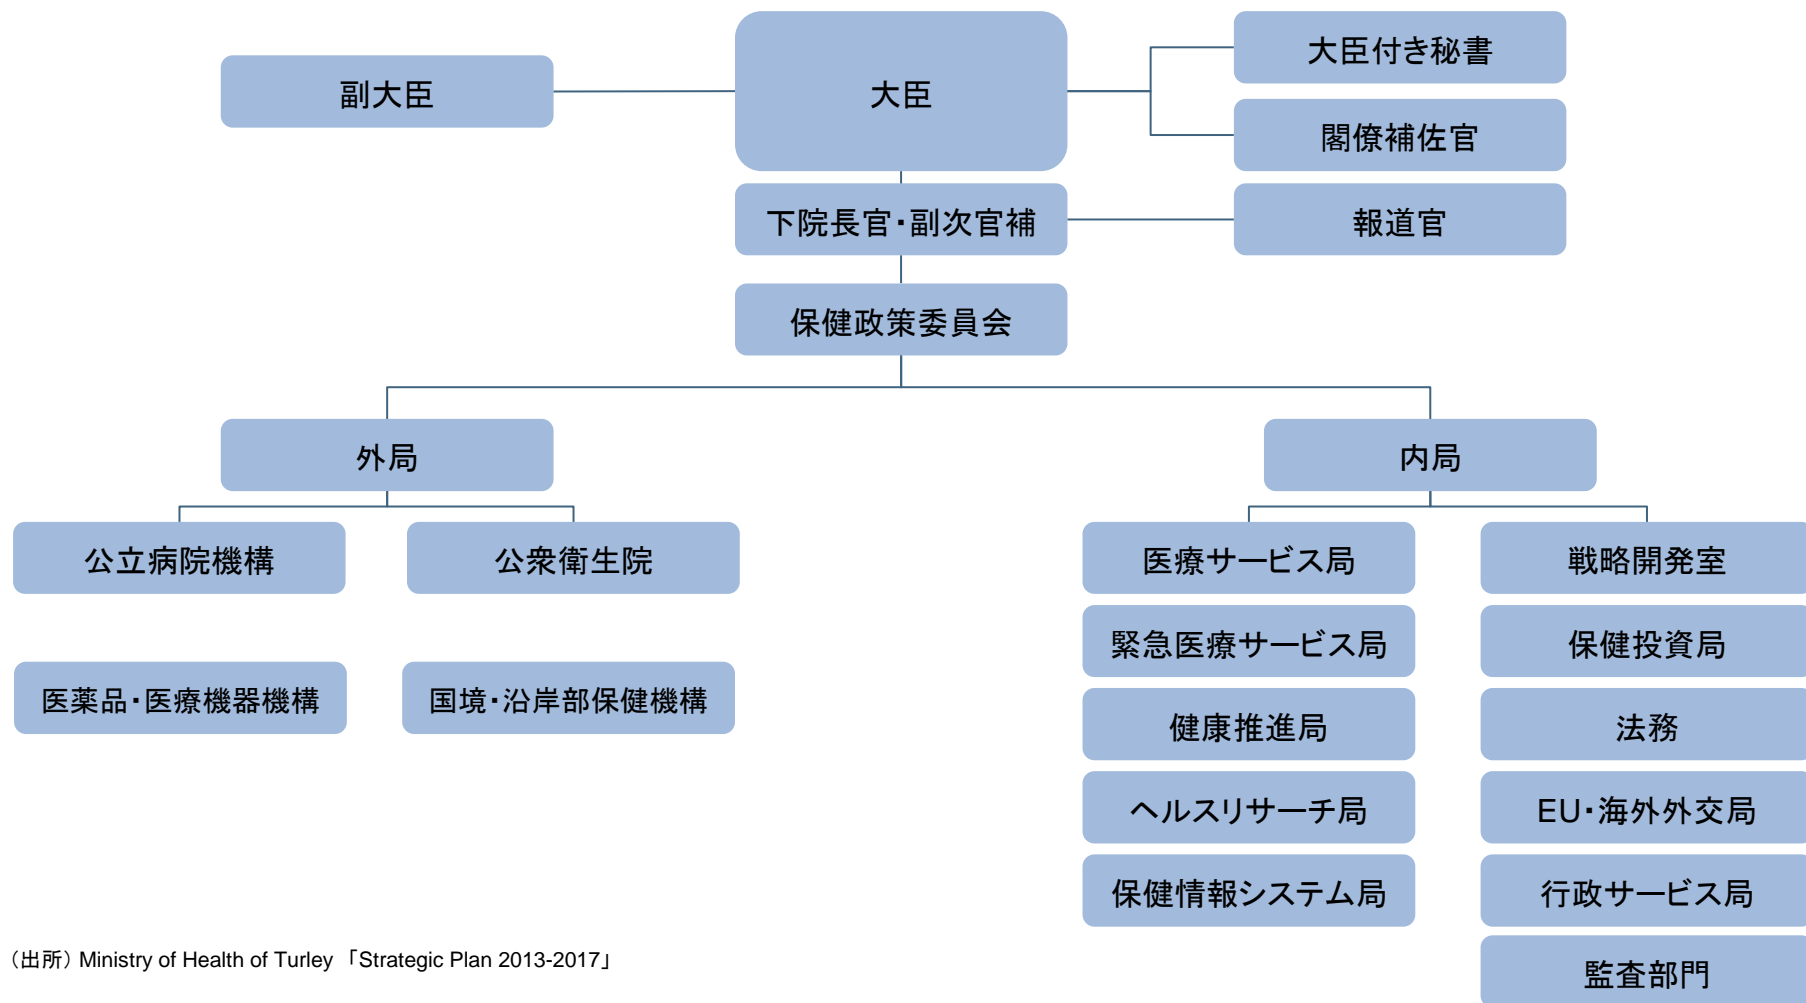 副大臣
大臣
大臣付き秘書
閣僚補佐官
下院長官・副次官補
報道官
保健政策委員会
外局
内局
公立病院機構
公衆衛生院
医薬品・医療機器機構
国境・沿岸部保健機構
医療サービス局
戦略開発室
緊急医療サービス局
保健投資局
健康推進局
法務
ヘルスリサーチ局
EU・海外外交局
保健情報システム局
行政サービス局
監査部門
（出所）Ministry of Health of Turley 「Strategic Plan 2013-2017」